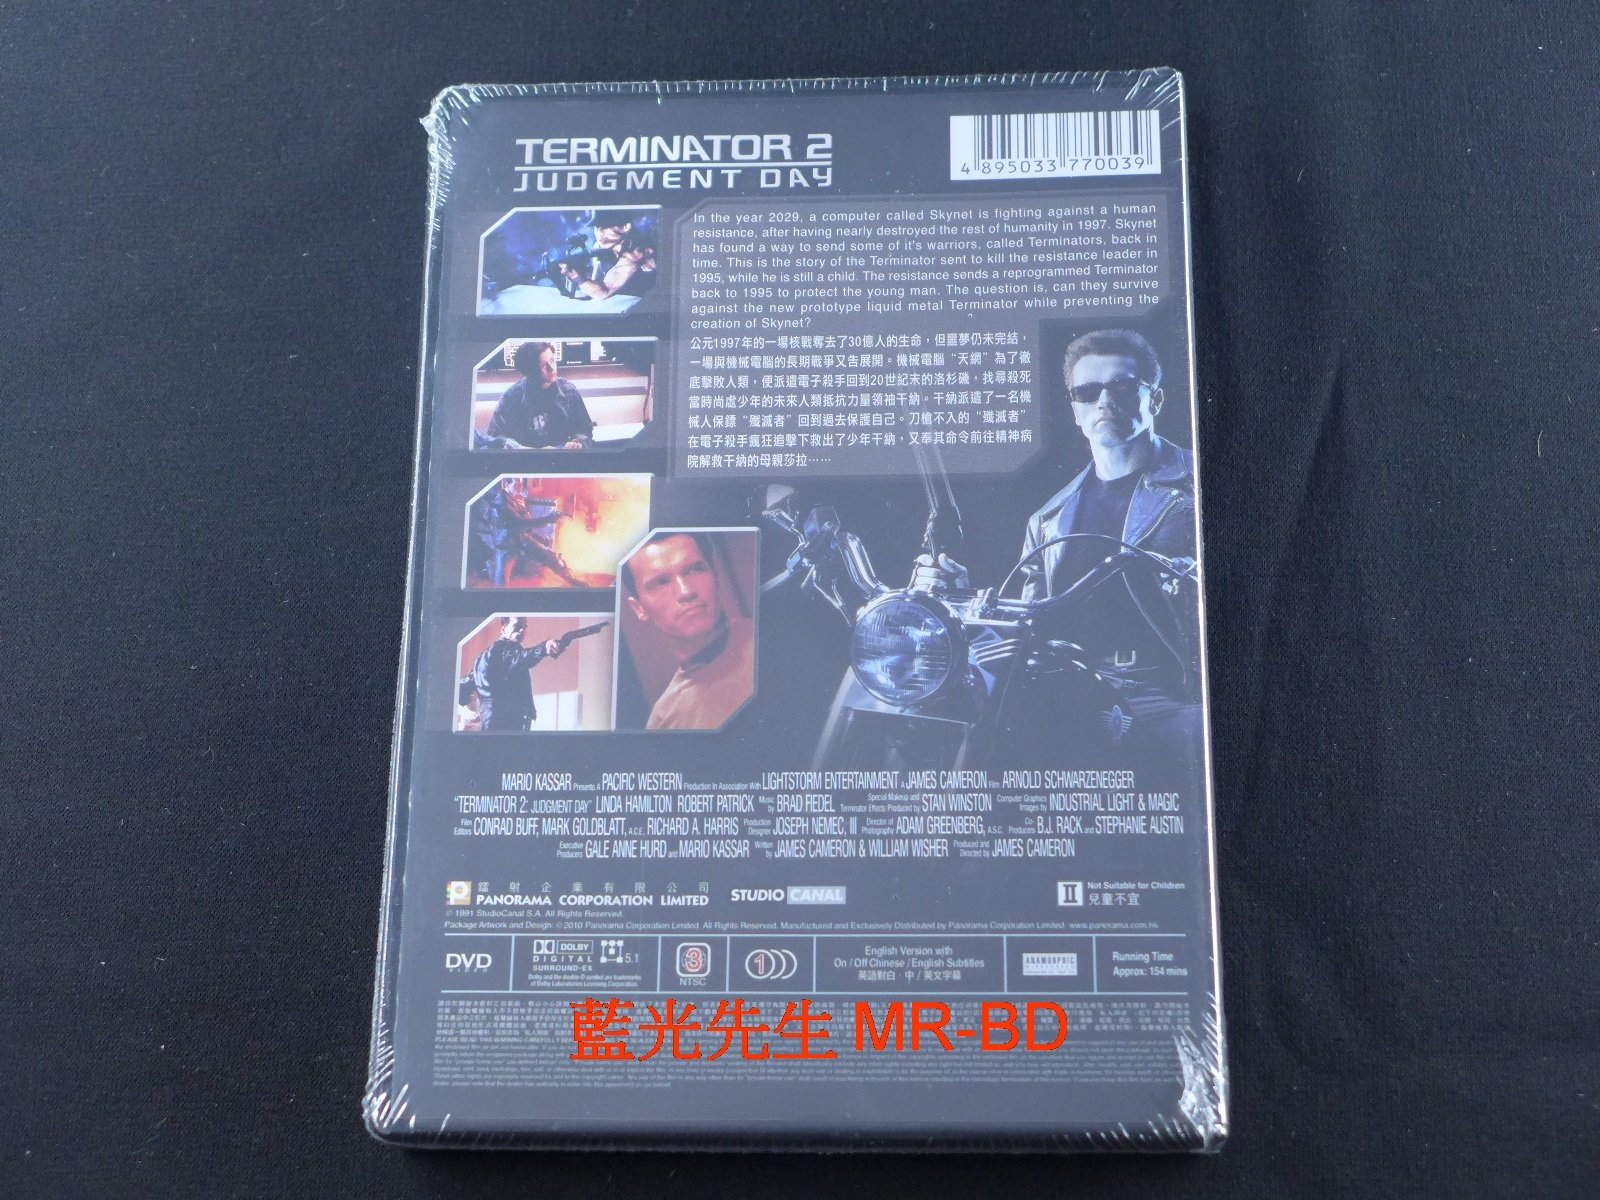 TERMINATOR 2
JUDGMENT DAY
4 895033 770039
In the year 2029, a computer called Skynet is fighting against a human
resistance, after having nearly destroyed the rest of humanity in 1997. Skynet
has found a way to send some of it's warriors, called Terminators, back in
time. This is the story of the Terminator sent to kill the resistance leader in
1995, while he is still a child. The resistance sends a reprogrammed Terminator
back to 1995 to protect the young man. The question is, can they survive
against the new prototype liquid metal Terminator while preventing the
creation of Skynet?
公元1997年的一場核戰奪去了30億人的生命，但噩夢仍未完結，
一場與機械電腦的長期戰爭又告展開。機械電腦“天網”為了徹
底擊敗人類，便派遣電子殺手回到20世紀末的洛杉磯，找尋殺死
當時尚處少年的未來人類抵抗力量領袖干納。干納派遣了一名機
械人保鏢“殲滅者”回到過去保護自己。刀槍不入的“殲滅者”
在電子殺手瘋狂追擊下救出了少年干納，又奉其命令前往精神病
院解救干納的母親莎拉……
MARIO KASSAR Presents A PACIFIC WESTERN Production In Association With LIGHTSTORM ENTERTAINMENT A JAMES CAMERON Film ARNOLD SCHWARZENEGGER
"TERMINATOR 2: JUDGMENT DAY" LINDA HAMILTON ROBERT PATRICK Music by BRAD FIEDEL Special Makeup and Terminator Effects Produced by STAN WINSTON Computer Graphics Images by INDUSTRIAL LIGHT & MAGIC
Film Editors CONRAD BUFF, MARK GOLDBLATT, A.C.E. RICHARD A. HARRIS Production Designer JOSEPH NEMEC, III Director of Photography ADAM GREENBERG, A.S.C. Co-Producers B.J. RACK and STEPHANIE AUSTIN
Executive Producers GALE ANNE HURD and MARIO KASSAR Written by JAMES CAMERON & WILLIAM WISHER Produced and Directed by JAMES CAMERON
鐳射企業有限公司
PANORAMA CORPORATION LIMITED
STUDIO CANAL
II
Not Suitable for Children
兒童不宜
© 1991 StudioCanal S.A. All Rights Reserved.
Package Artwork and Design: © 2010 Panorama Corporation Limited. All Rights Reserved. Manufactured and Exclusively Distributed by Panorama Corporation Limited. www.panorama.com.hk
DVD
VIDEO
DOLBY
DIGITAL
SURROUND·EX
5.1
Dolby and the double-D symbol are trademarks
of Dolby Laboratories Licensing Corporation.
3
NTSC
1
English Version with
On / Off Chinese / English Subtitles
英語對白，中 / 英文字幕
ANAMORPHIC
Running Time
Approx: 154 mins
藍光先生 MR-BD